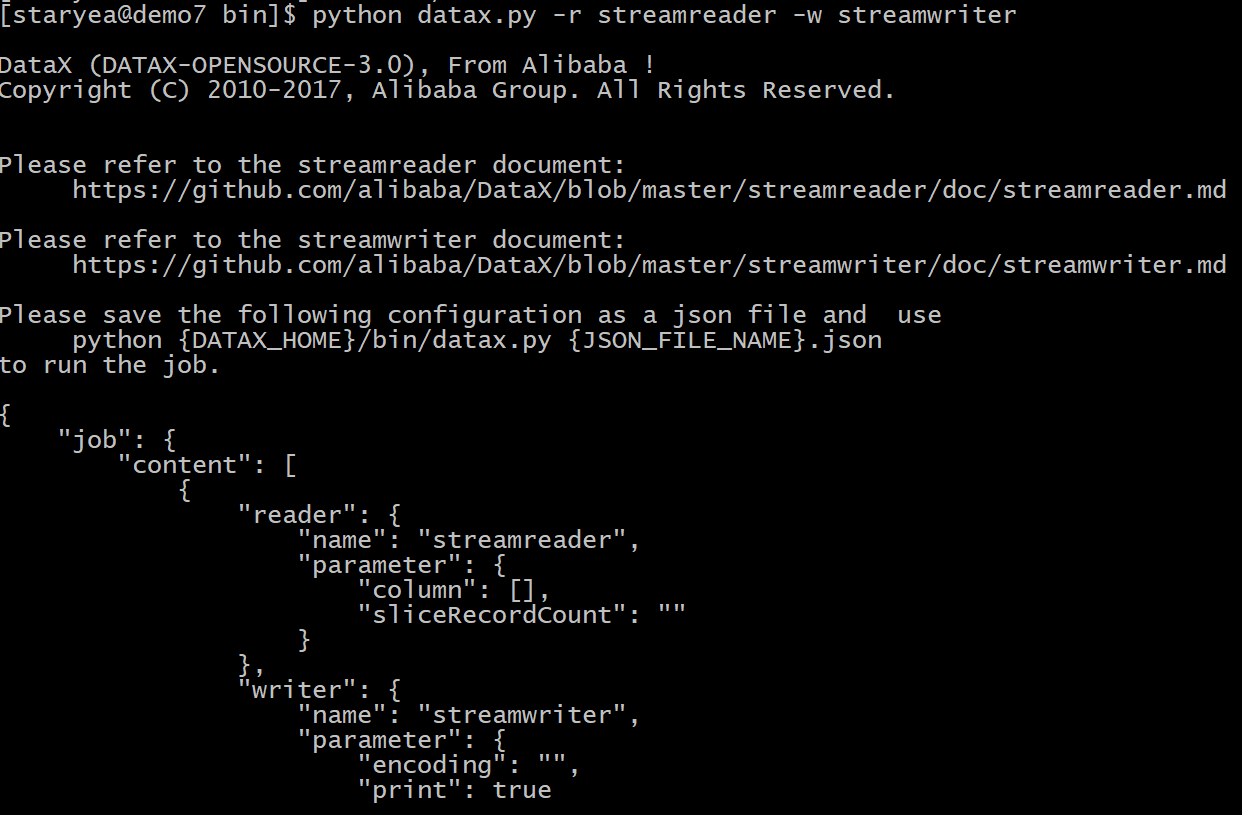 [staryea@demo7 bin]$ python datax.py -r streamreader -w streamwriter
DataX (DATAX-OPENSOURCE-3.0), From Alibaba !
Copyright (C) 2010-2017, Alibaba Group. All Rights Reserved.
Please refer to the streamreader document:
https://github.com/alibaba/DataX/blob/master/streamreader/doc/streamreader.md
Please refer to the streamwriter document:
https://github.com/alibaba/DataX/blob/master/streamwriter/doc/streamwriter.md
Please save the following configuration as a json file and  use
python {DATAX_HOME}/bin/datax.py {JSON_FILE_NAME}.json
to run the job.
{
    "job": {
        "content": [
            {
                "reader": {
                    "name": "streamreader",
                    "parameter": {
                        "column": [],
                        "sliceRecordCount": ""
                    }
                },
                "writer": {
                    "name": "streamwriter",
                    "parameter": {
                        "encoding": "",
                        "print": true